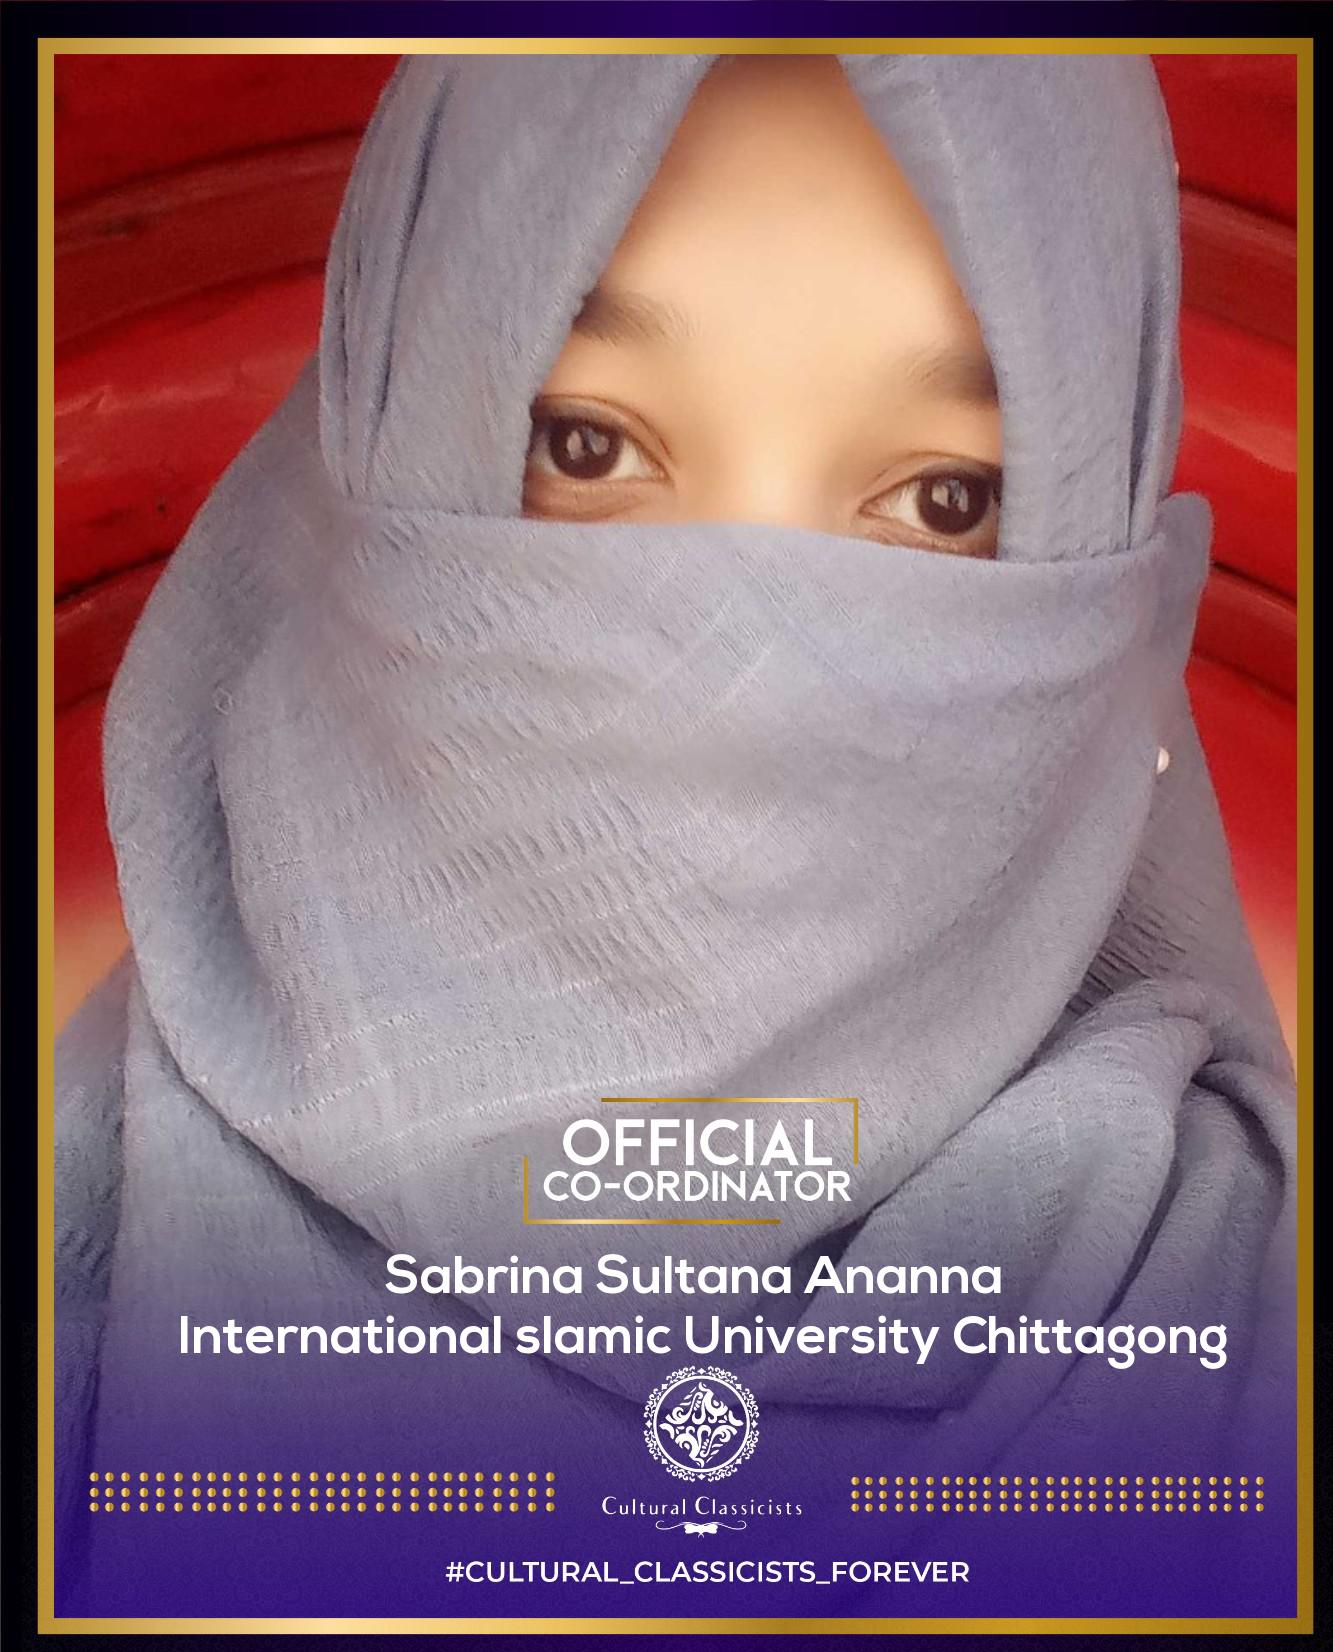 OFFICIAL
CO-ORDINATOR
Sabrina Sultana Ananna
International slamic University Chittagong
Cultural Classicists
#CULTURAL_CLASSICISTS_FOREVER